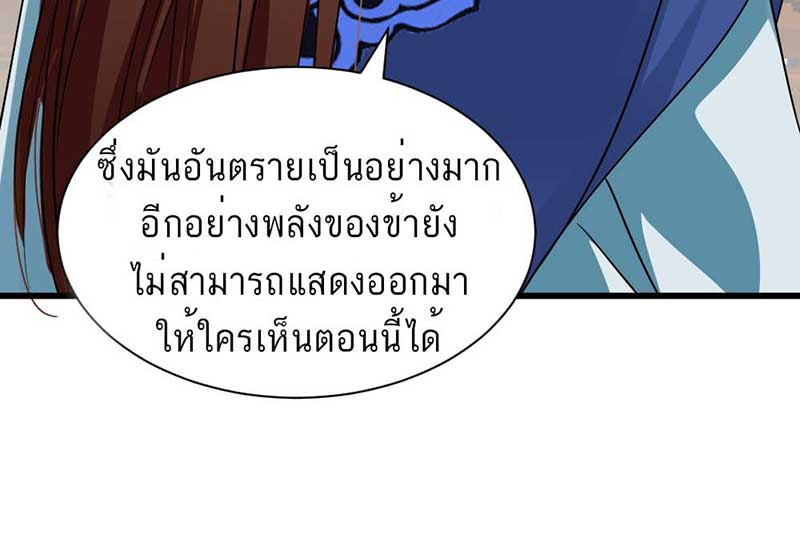 ซึ่งมันอันตรายเป็นอย่างมาก
อีกอย่างพลังของข้ายัง
ไม่สามารถแสดงออกมา
ให้ใครเห็นตอนนี้ได้